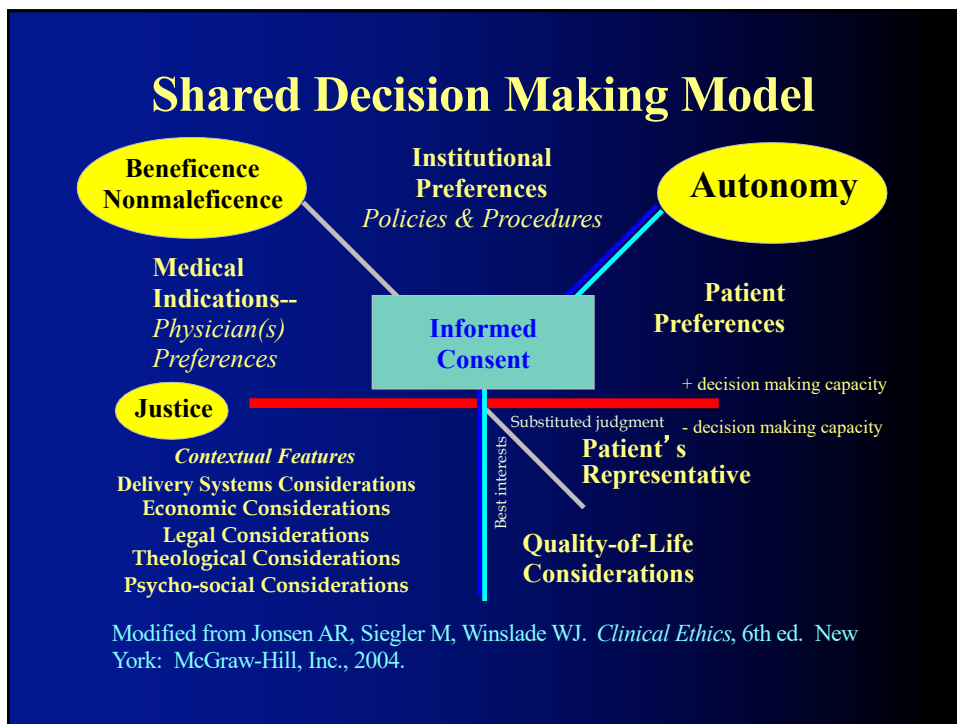 Shared Decision Making Model
Beneficence
Nonmaleficence
Institutional
Preferences
Policies & Procedures
Autonomy
Medical
Indications--
Physician(s)
Preferences
Informed
Consent
Patient
Preferences
+ decision making capacity
Justice
Substituted judgment
- decision making capacity
Patient’s
Representative
Best interests
Contextual Features
Delivery Systems Considerations
Economic Considerations
Legal Considerations
Theological Considerations
Psycho-social Considerations
Quality-of-Life
Considerations
Modified from Jonsen AR, Siegler M, Winslade WJ. Clinical Ethics, 6th ed. New
York: McGraw-Hill, Inc., 2004.